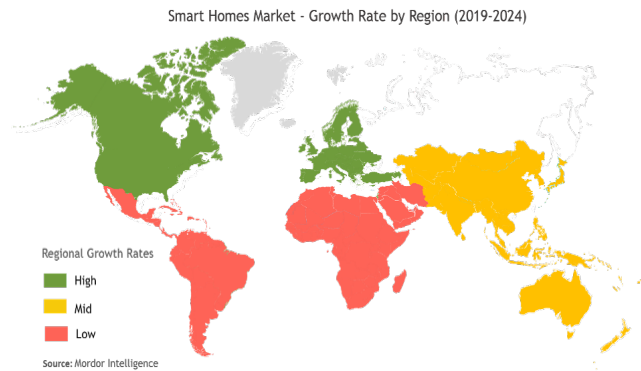 Smart Homes Market - Growth Rate by Region (2019-2024)
Regional Growth Rates
High
Mid
Low
Source: Mordor Intelligence